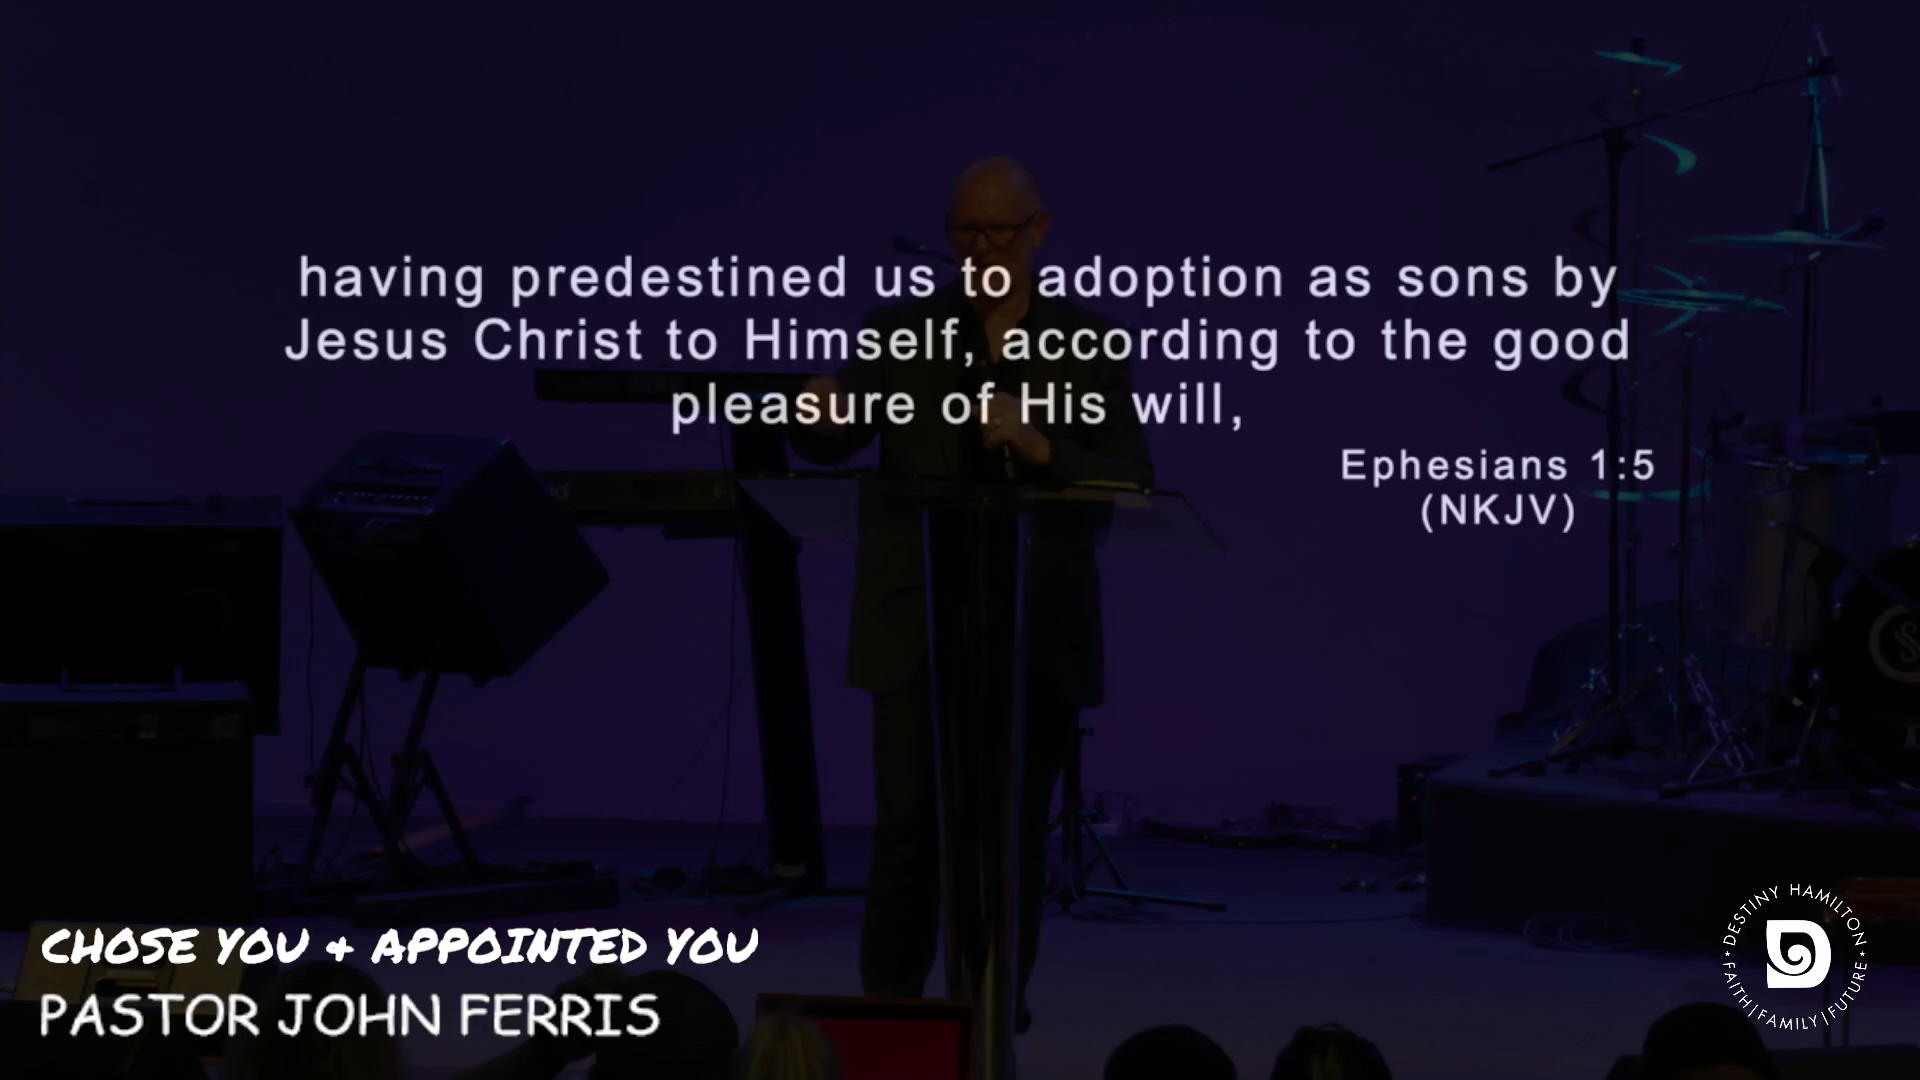 having predestined us to adoption as sons by
Jesus Christ to Himself, according to the good
pleasure of His will,
Ephesians 1:5
(NKJV)
CHOSE YOU + APPOINTED YOU
PASTOR JOHN FERRIS
DESTINY HAMILTON
FAITH|FAMILY|FUTURE